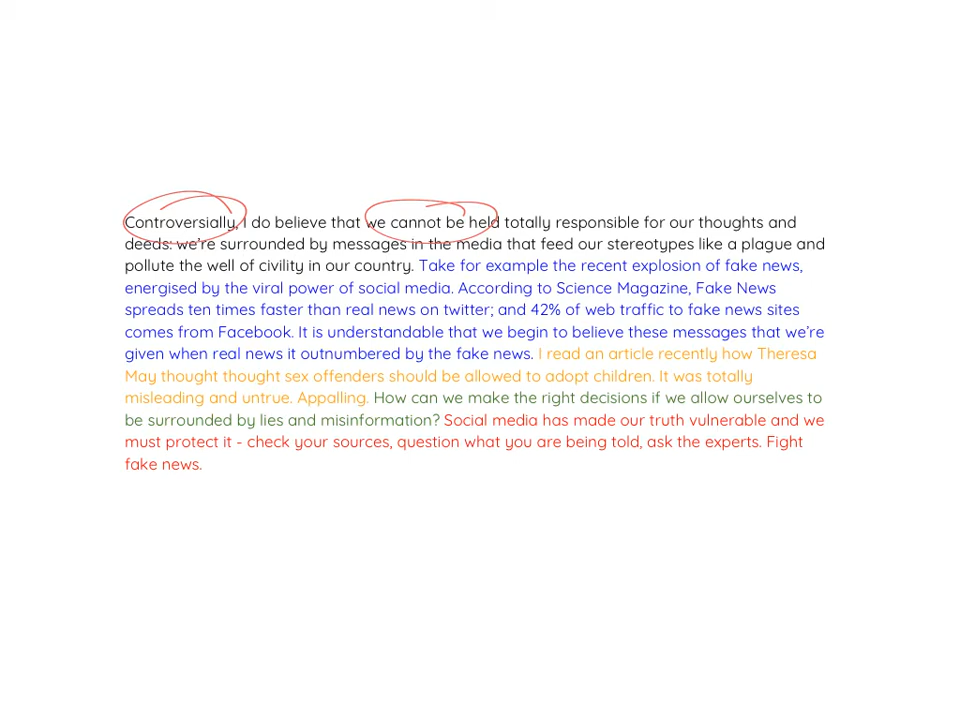 Controversially, I do believe that we cannot be held totally responsible for our thoughts and
deeds: we're surrounded by messages in the media that feed our stereotypes like a plague and
pollute the well of civility in our country. Take for example the recent explosion of fake news,
energised by the viral power of social media. According to Science Magazine, Fake News
spreads ten times faster than real news on twitter; and 42% of web traffic to fake news sites
comes from Facebook. It is understandable that we begin to believe these messages that we're
given when real news it outnumbered by the fake news. I read an article recently how Theresa
May thought thought sex offenders should be allowed to adopt children. It was totally
misleading and untrue. Appalling. How can we make the right decisions if we allow ourselves to
be surrounded by lies and misinformation? Social media has made our truth vulnerable and we
must protect it - check your sources, question what you are being told, ask the experts. Fight
fake news.